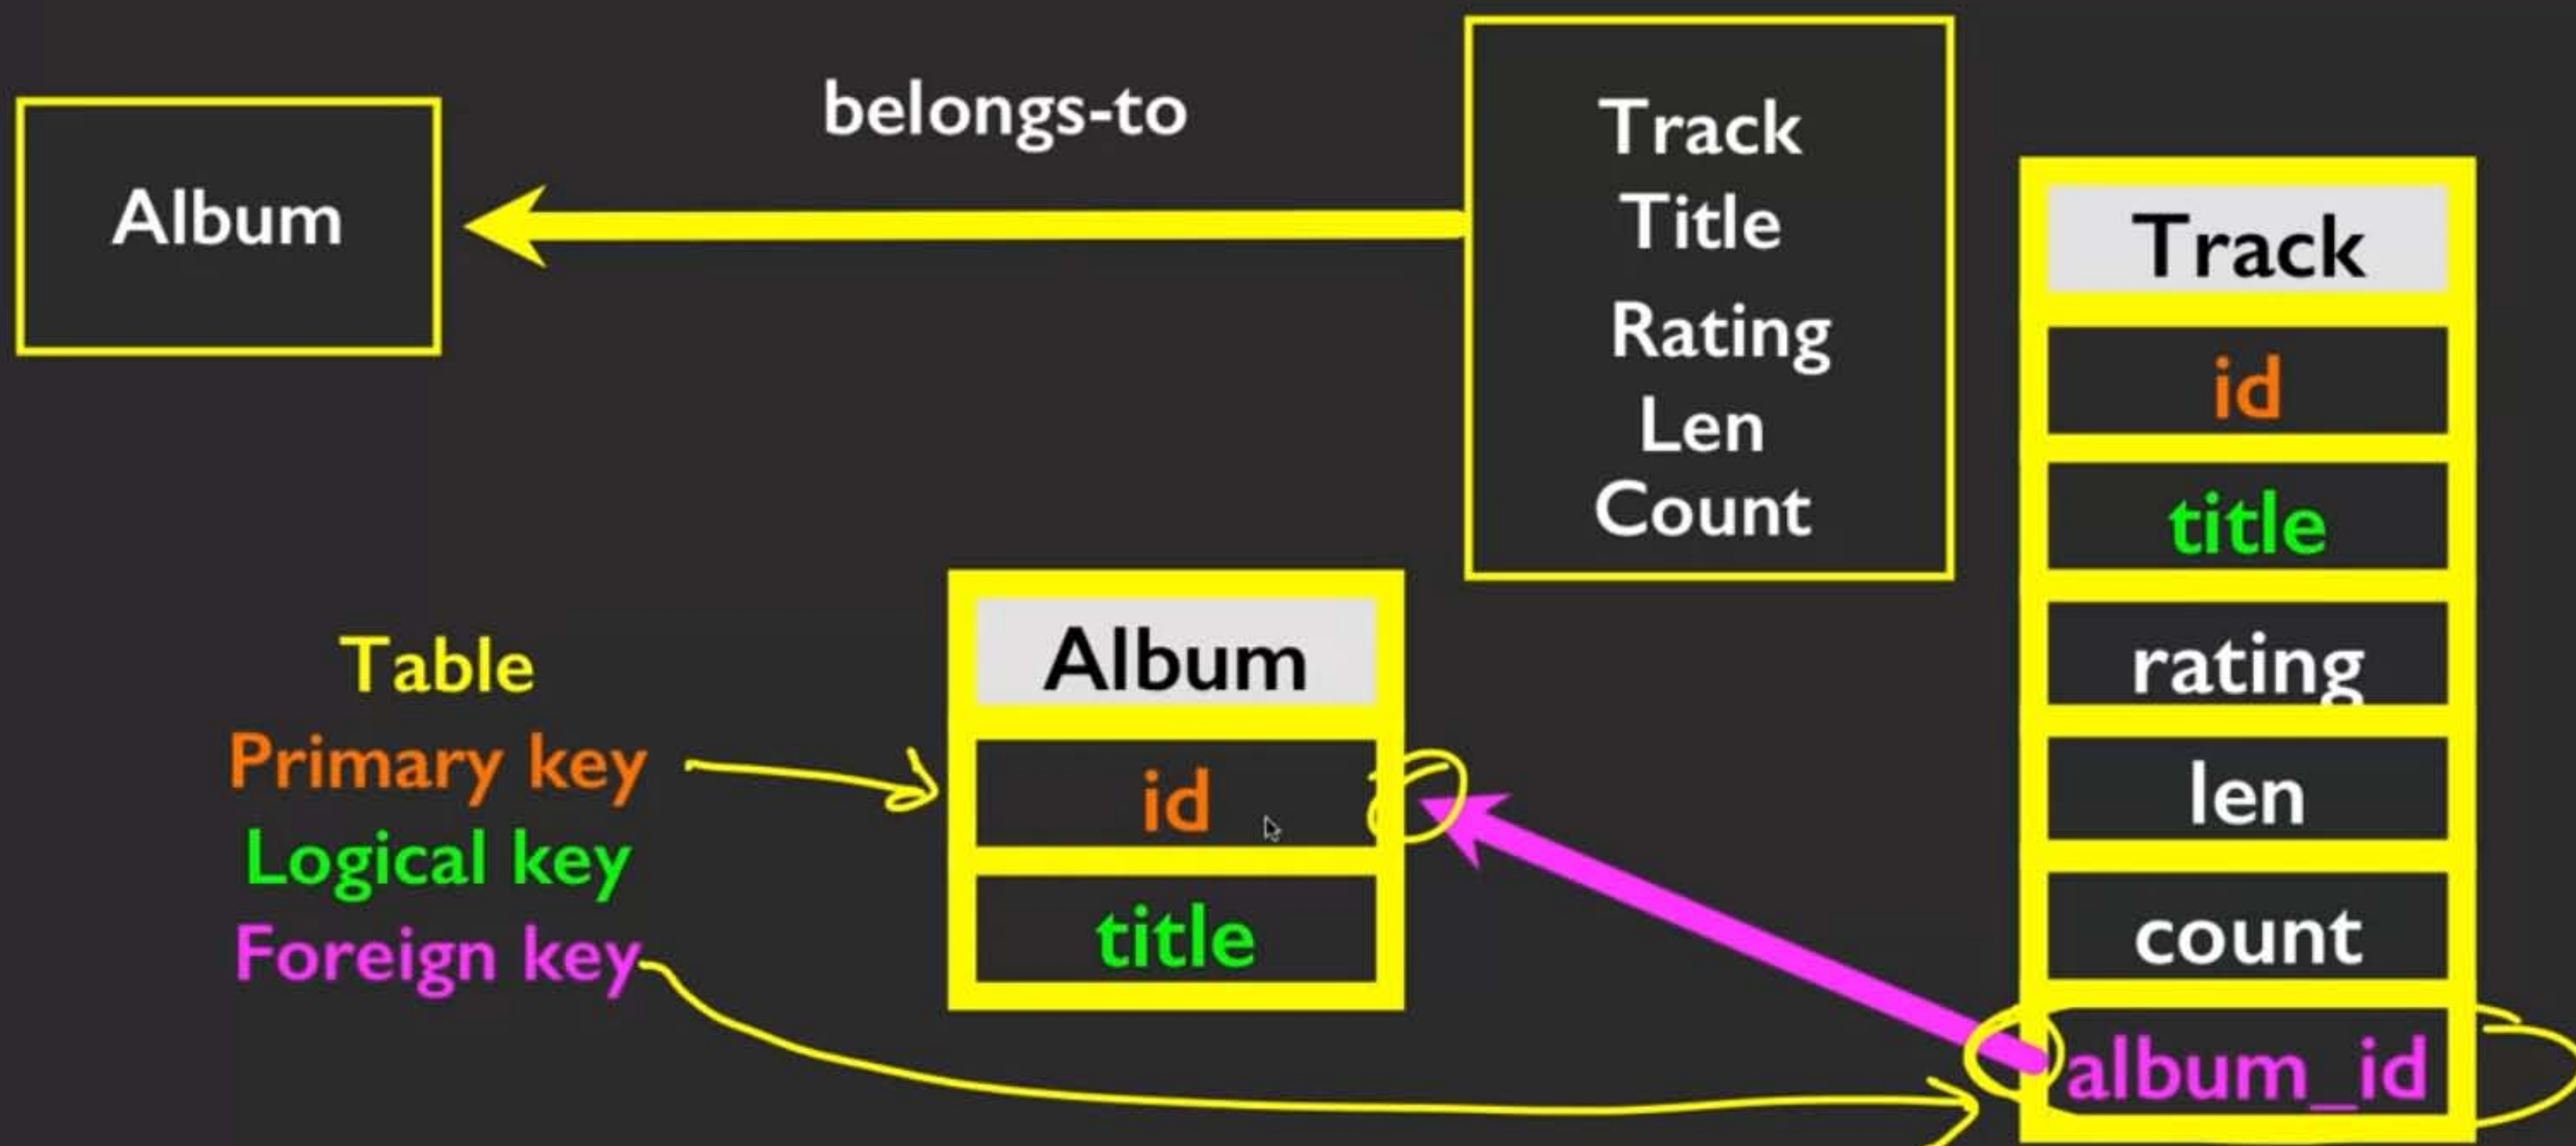 Album
belongs-to
Track
Title
Rating
Len
Count
Table
Primary key
Logical key
Foreign key
Album
id
title
Track
id
title
rating
len
count
album_id